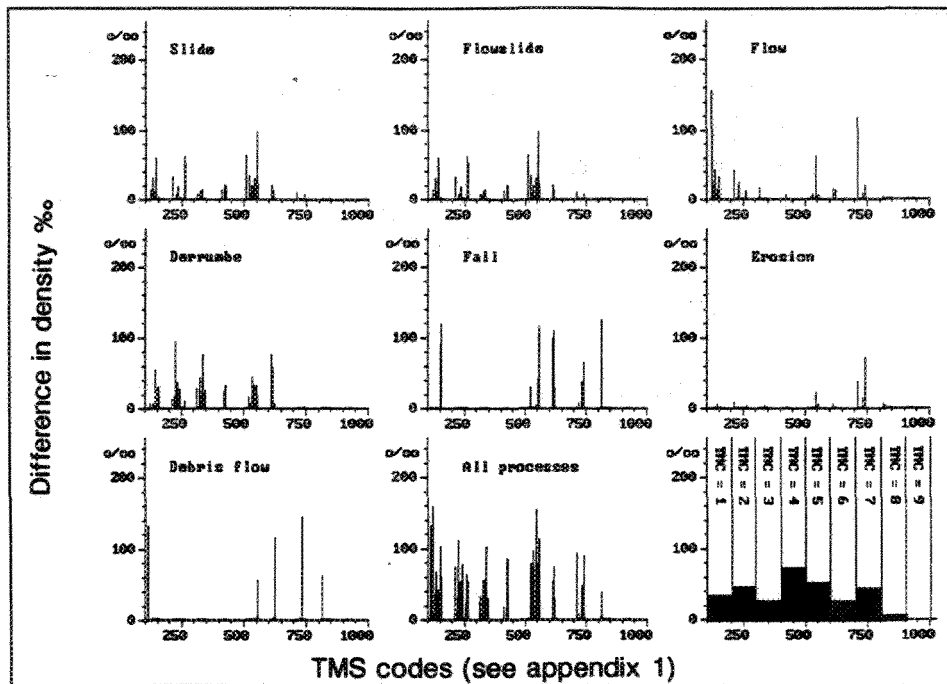 Difference in density ‰
o/oo
200
100
0
Slide
250 500 750 1000
o/oo
200
100
0
Flowslide
250 500 750 1000
o/oo
200
100
0
Flow
250 500 750 1000
o/oo
200
100
0
Derrumbe
250 500 750 1000
o/oo
200
100
0
Fall
250 500 750 1000
o/oo
200
100
0
Erosion
250 500 750 1000
o/oo
200
100
0
Debris flow
250 500 750 1000
o/oo
200
100
0
All processes
250 500 750 1000
o/oo
200
100
0
TMC = 1
TMC = 2
TMC = 3
TMC = 4
TMC = 5
TMC = 6
TMC = 7
TMC = 8
TMC = 9
250 500 750 1000
TMS codes (see appendix 1)